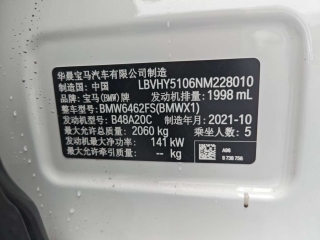 华晨宝马汽车有限公司制造
制造国：中国 LBVHY5106NM228010
品牌：宝马(BMW)牌 发动机排量：1998 mL
整车型号：BMW6462FS(BMWX1)
发动机型号：B48A20C 制造年月：2021-10
最大允许总质量：2060 kg 乘坐人数：5
发动机最大净功率：141 kW
最大允许牵引质量：-- kg
A96
9 738 756